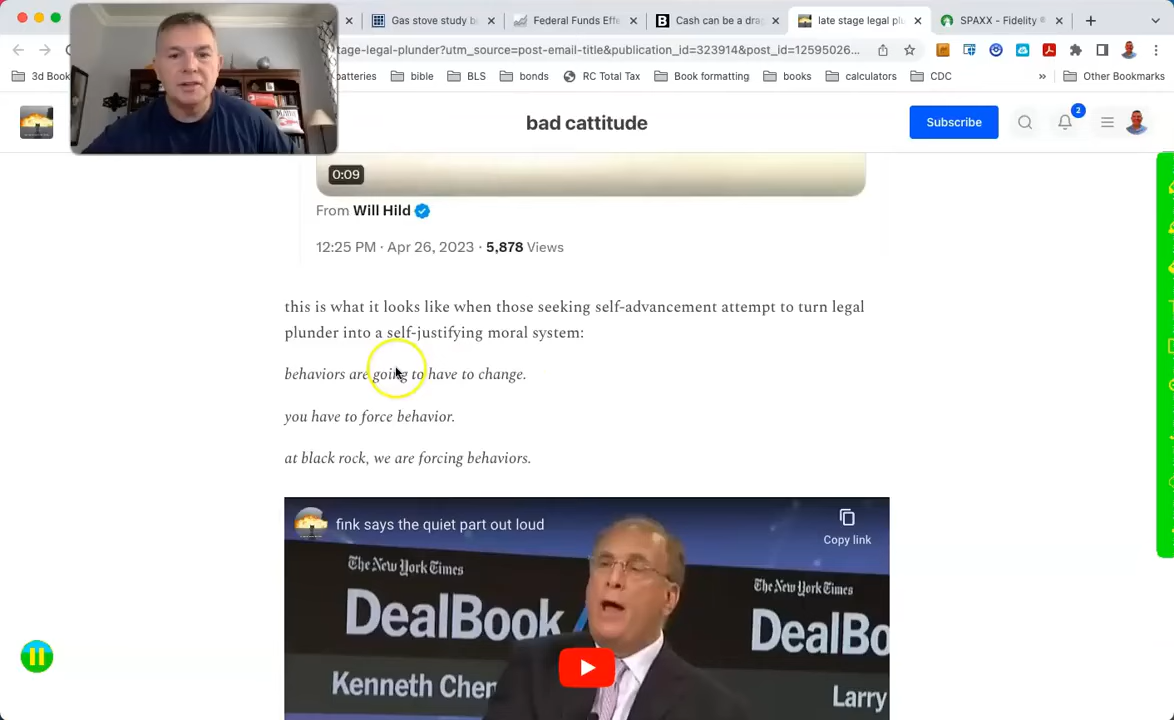 Gas stove study b
Federal Funds Effe
Cash can be a drag
late stage legal plu
SPAXX - Fidelity ®
tage-legal-plunder?utm_source=post-email-title&publication_id=323914&post_id=12595026...
3d Book
batteries
bible
BLS
bonds
RC Total Tax
Book formatting
books
calculators
CDC
»
Other Bookmarks
bad cattitude
Subscribe
2
0:09
From Will Hild
12:25 PM · Apr 26, 2023 · 5,878 Views
this is what it looks like when those seeking self-advancement attempt to turn legal
plunder into a self-justifying moral system:
behaviors are going to have to change.
you have to force behavior.
at black rock, we are forcing behaviors.
fink says the quiet part out loud
Copy link
The New York Times
DealBook
Kenneth Cher
The New York Times
DealBo
Larry